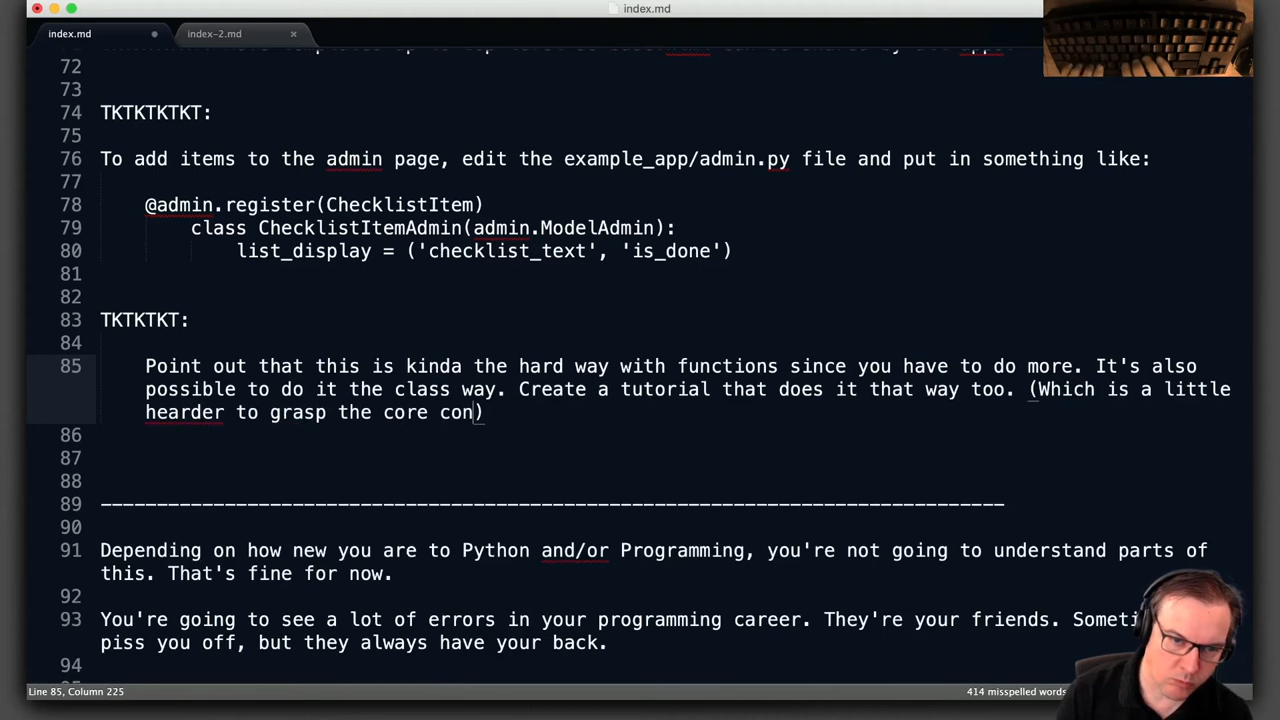 index.md
index.md
index-2.md
72
73
74 TKTKTKTKT:
75
76 To add items to the admin page, edit the example_app/admin.py file and put in something like:
77
78 @admin.register(ChecklistItem)
79 class ChecklistItemAdmin(admin.ModelAdmin):
80 list_display = ('checklist_text', 'is_done')
81
82
83 TKTKTKT:
84
85 Point out that this is kinda the hard way with functions since you have to do more. It's also
possible to do it the class way. Create a tutorial that does it that way too. (Which is a little
hearder to grasp the core con)
86
87
88
89 --------------------------------------------------------------------------------
90
91 Depending on how new you are to Python and/or Programming, you're not going to understand parts of
this. That's fine for now.
92
93 You're going to see a lot of errors in your programming career. They're your friends.
piss you off, but they always have your back.
94
Line 85, Column 225
414 misspelled words